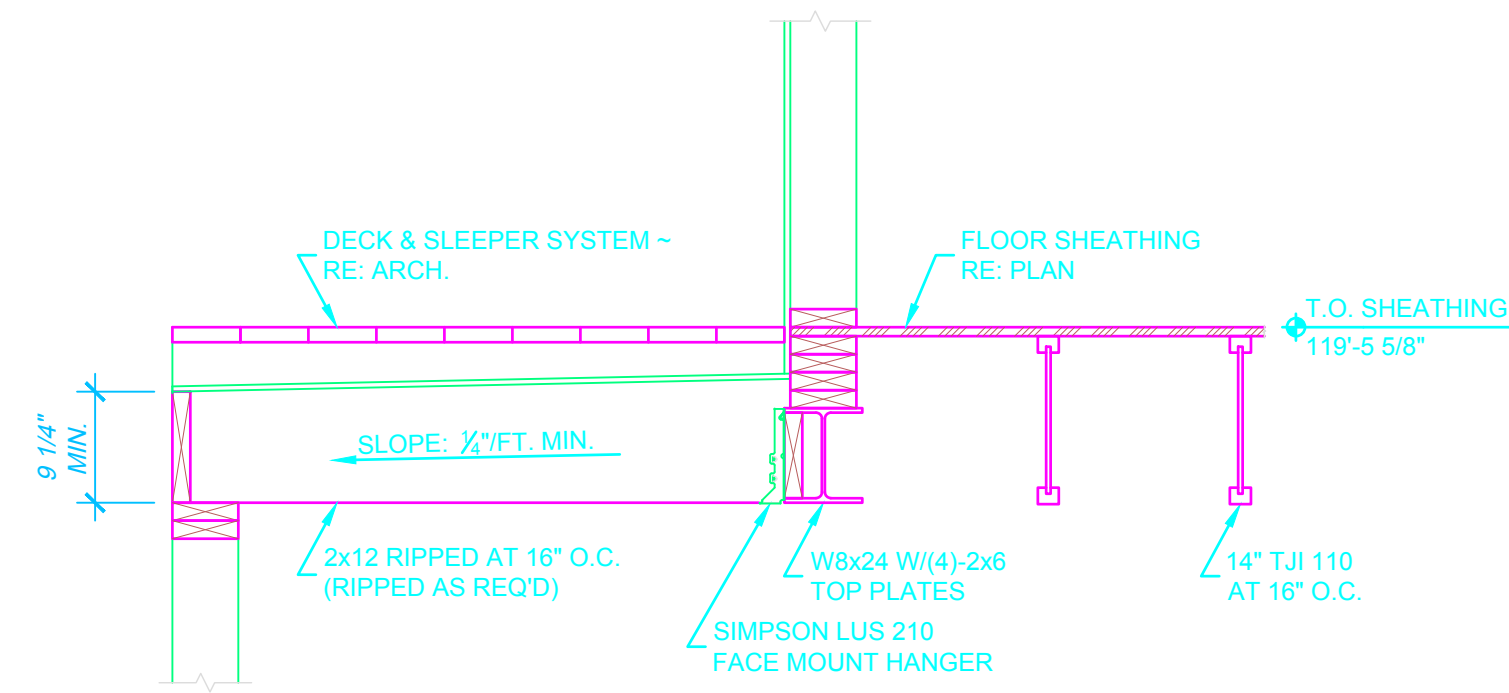 DECK & SLEEPER SYSTEM ~
RE: ARCH.
FLOOR SHEATHING
RE: PLAN
T.O. SHEATHING
119'-5 5/8"
9 1/4"
MIN.
SLOPE: 1/4"/FT. MIN.
2x12 RIPPED AT 16" O.C.
(RIPPED AS REQ'D)
W8x24 W/(4)-2x6
TOP PLATES
14" TJI 110
AT 16" O.C.
SIMPSON LUS 210
FACE MOUNT HANGER